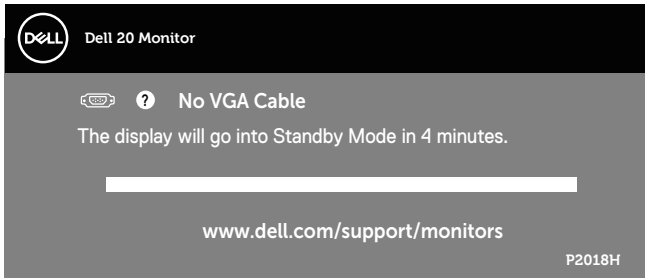 DELL
Dell 20 Monitor
? No VGA Cable
The display will go into Standby Mode in 4 minutes.
www.dell.com/support/monitors
P2018H